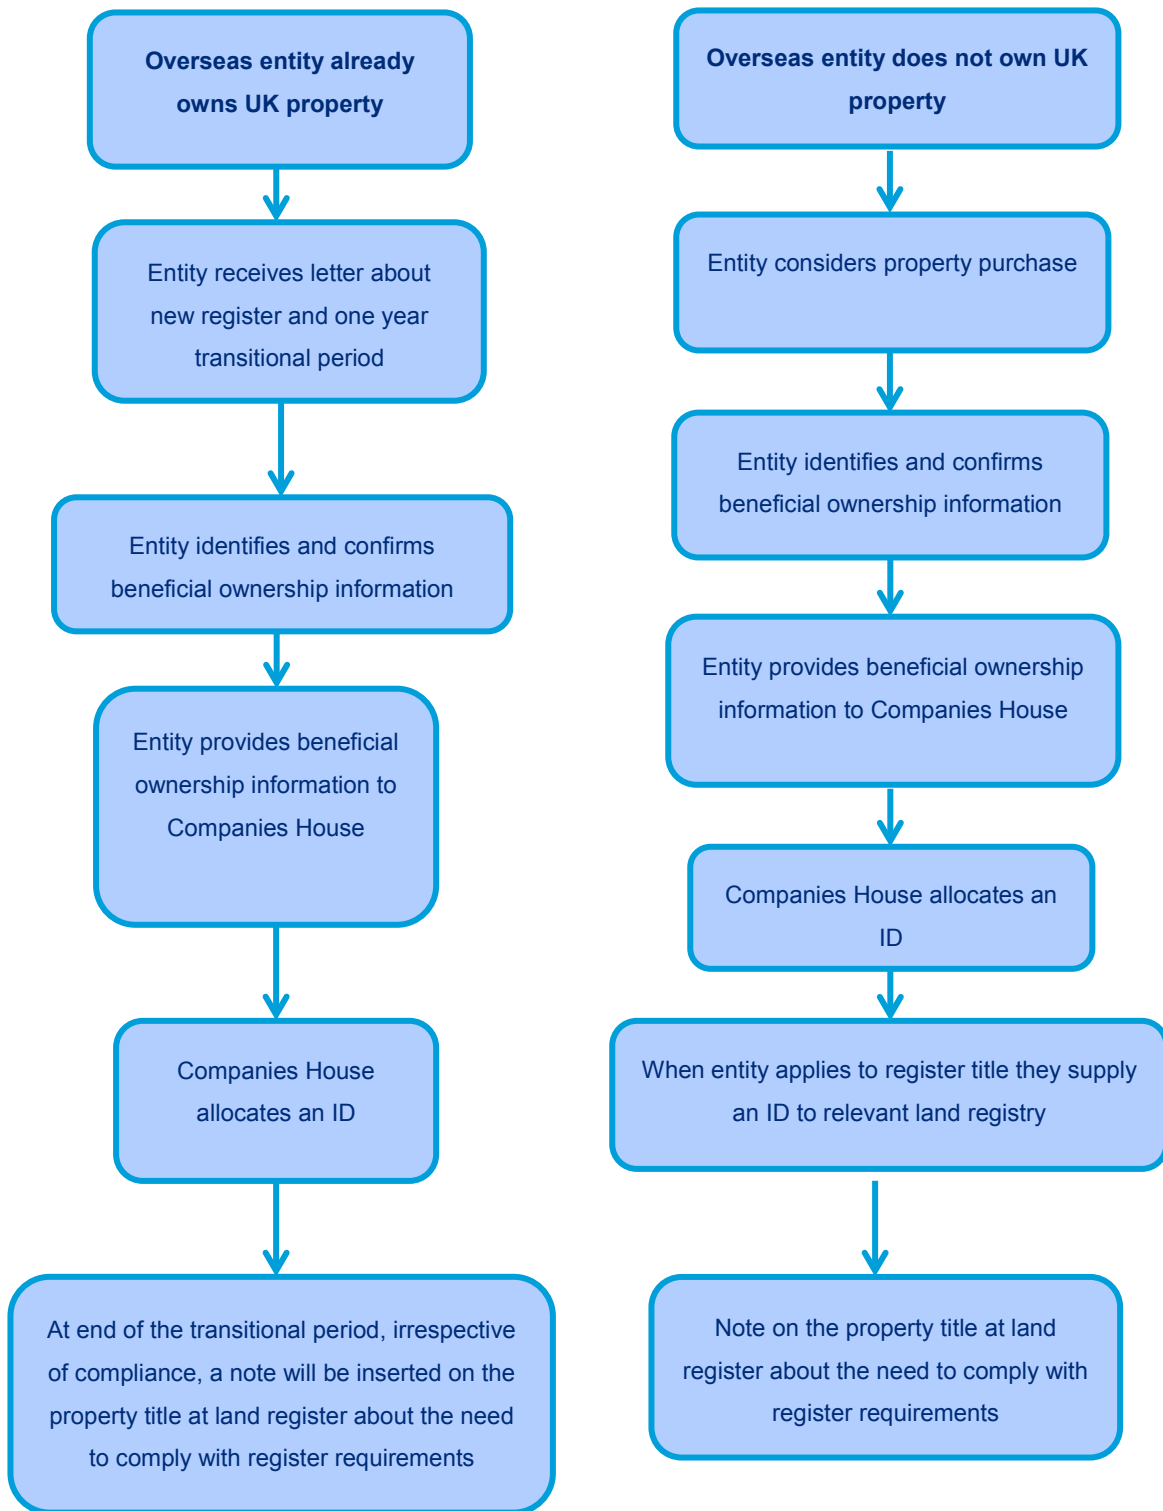 Overseas entity already
owns UK property
Entity receives letter about
new register and one year
transitional period
Entity identifies and confirms
beneficial ownership information
Entity provides beneficial
ownership information to
Companies House
Companies House
allocates an ID
At end of the transitional period, irrespective
of compliance, a note will be inserted on the
property title at land register about the need
to comply with register requirements
Overseas entity does not own UK
property
Entity considers property purchase
Entity identifies and confirms
beneficial ownership information
Entity provides beneficial ownership
information to Companies House
Companies House allocates an
ID
When entity applies to register title they supply
an ID to relevant land registry
Note on the property title at land
register about the need to comply with
register requirements